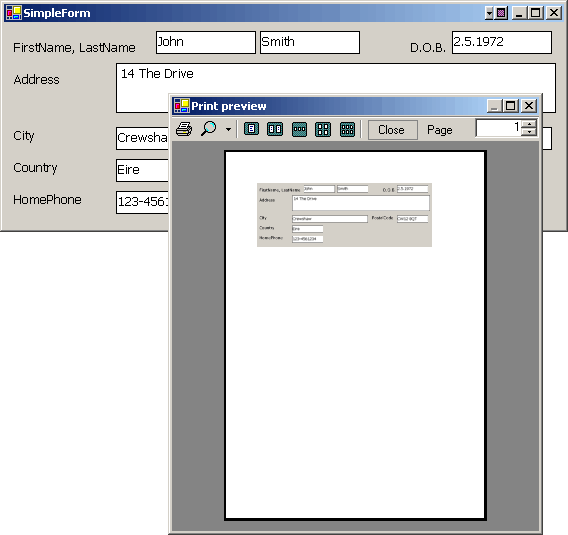 SimpleForm
FirstName, LastName John Smith D.O.B. 2.5.1972
Address 14 The Drive
Print preview
Close Page 1
City Crewsha
Country Eire
HomePhone 123-4561
FirstName, LastName John Smith D.O.B. 2.5.1972
Address 14 The Drive
City Crewshaw PostalCode
Country Eire
HomePhone 123-4561234